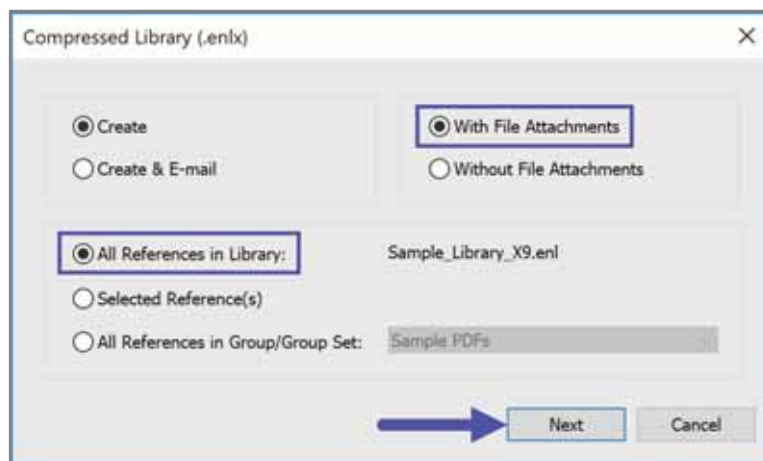 Compressed Library (.enlx)
Create
With File Attachments
Create & E-mail
Without File Attachments
All References in Library:
Sample_Library_X9.enl
Selected Reference(s)
All References in Group/Group Set:
Sample PDFs
Next
Cancel